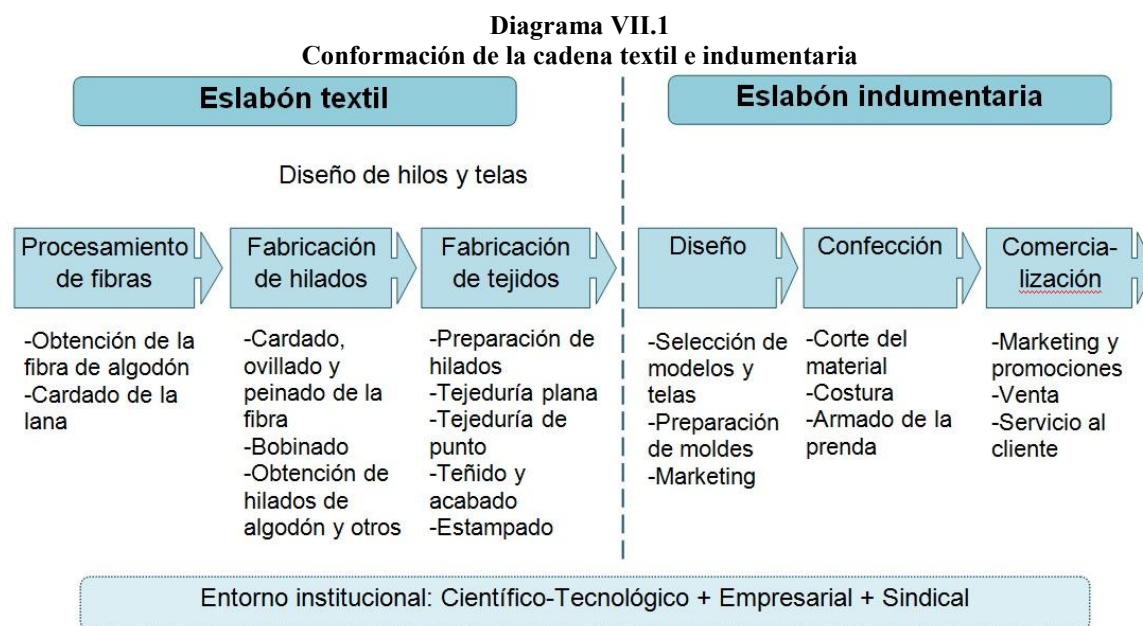 Diagrama VII.1
Conformación de la cadena textil e indumentaria
Eslabón textil
Eslabón indumentaria
Diseño de hilos y telas
Procesamiento
de fibras
Fabricación
de hilados
Fabricación
de tejidos
Diseño
Confección
Comercia-
lización
-Obtención de la
fibra de algodón
-Cardado de la
lana
-Cardado,
ovillado y
peinado de la
fibra
-Bobinado
-Obtención de
hilados de
algodón y otros
-Preparación de
hilados
-Tejeduría plana
-Tejeduría de
punto
-Teñido y
acabado
-Estampado
-Selección de
modelos y
telas
-Preparación
de moldes
-Marketing
-Corte del
material
-Costura
-Armado de la
prenda
-Marketing y
promociones
-Venta
-Servicio al
cliente
Entorno institucional: Científico-Tecnológico + Empresarial + Sindical